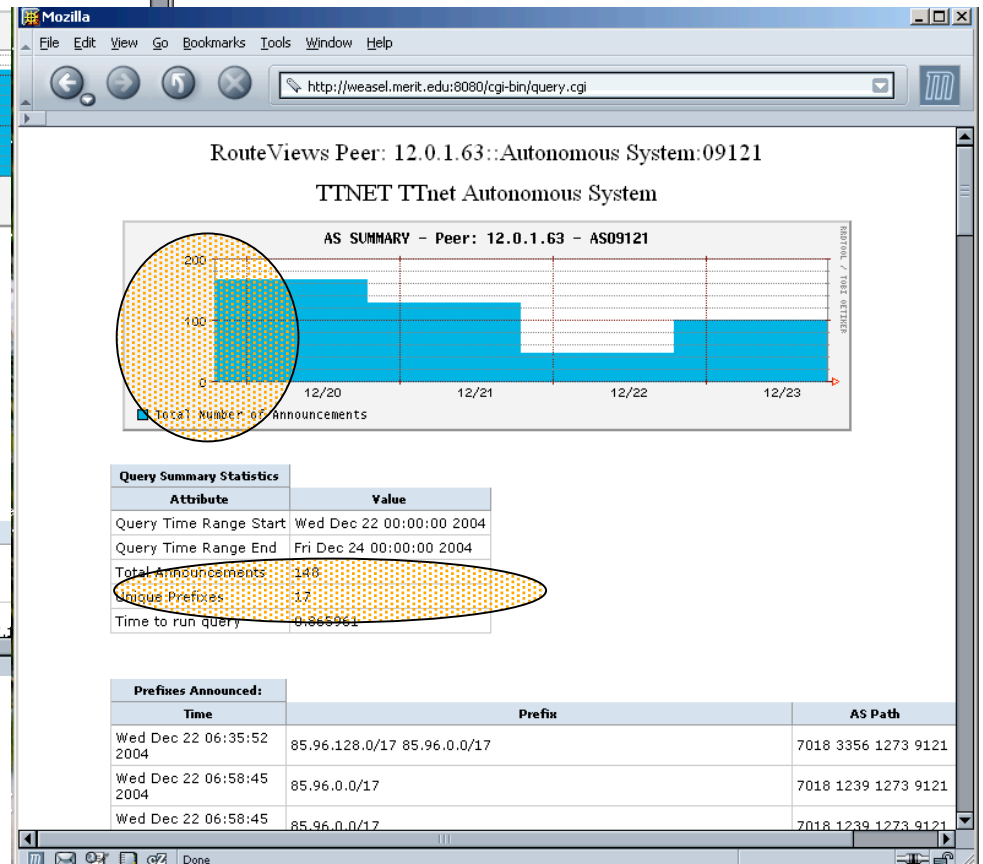 Mozilla
File Edit View Go Bookmarks Tools Window Help
http://weasel.merit.edu:8080/cgi-bin/query.cgi
RouteViews Peer: 12.0.1.63::Autonomous System:09121
TTNET TTnet Autonomous System
AS SUMMARY - Peer: 12.0.1.63 - AS09121
RRDTOOL / TOBI OETIKER
200
100
0
12/20 12/21 12/22 12/23
Total Number of Announcements
Query Summary Statistics
Attribute Value
Query Time Range Start Wed Dec 22 00:00:00 2004
Query Time Range End Fri Dec 24 00:00:00 2004
Total Announcements 148
Unique Prefixes 17
Time to run query 0.865961
Prefixes Announced:
Time Prefix AS Path
Wed Dec 22 06:35:52 2004 85.96.128.0/17 85.96.0.0/17 7018 3356 1273 9121
Wed Dec 22 06:58:45 2004 85.96.0.0/17 7018 1239 1273 9121
Wed Dec 22 06:58:45 85.96.0.0/17 7018 1239 1273 9121
Done